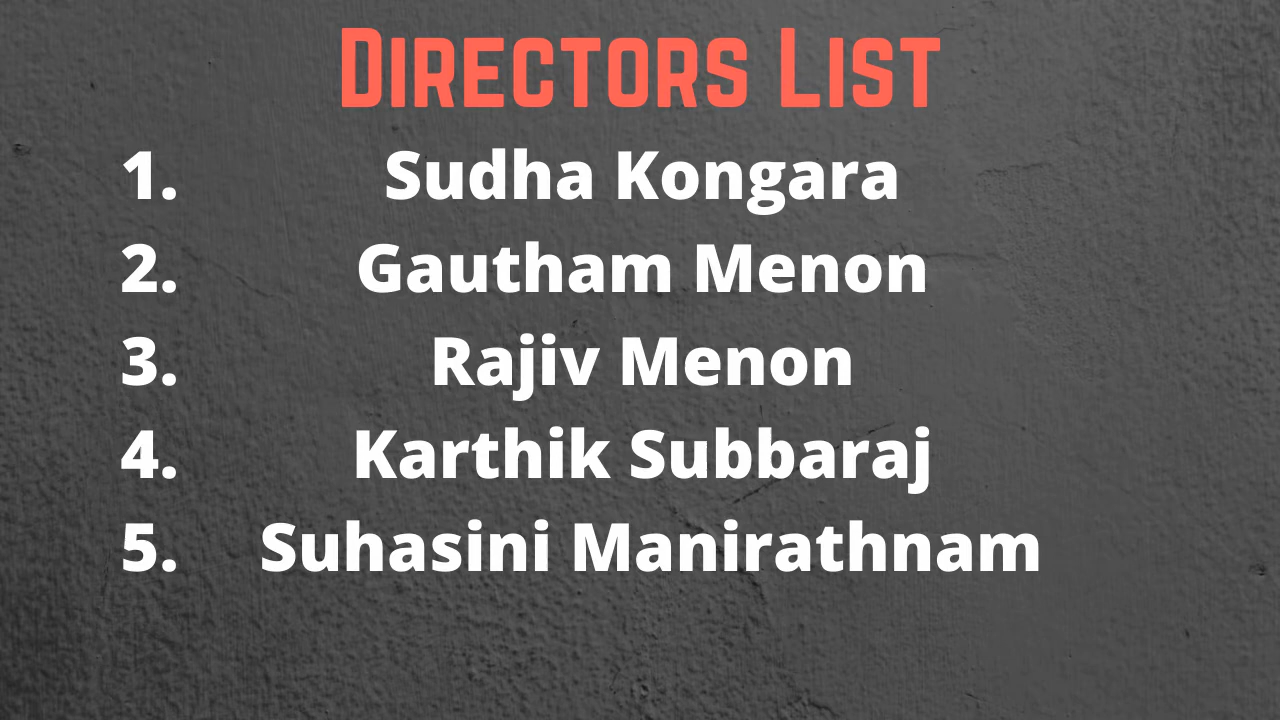 Directors List
1. Sudha Kongara
2. Gautham Menon
3. Rajiv Menon
4. Karthik Subbaraj
5. Suhasini Manirathnam